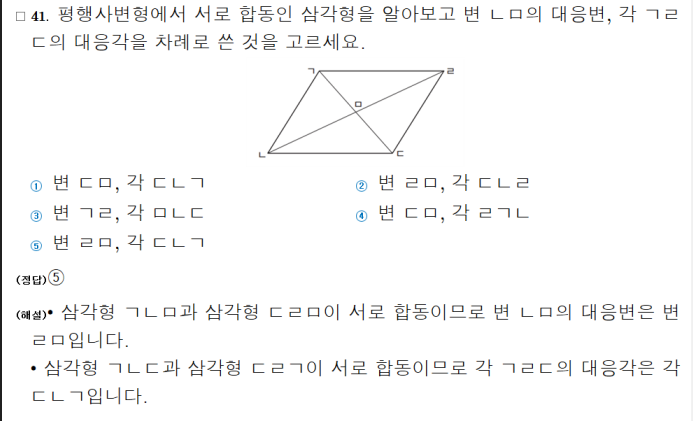 □ 41. 평행사변형에서 서로 합동인 삼각형을 알아보고 변 ㄴㅁ의 대응변, 각 ㄱㄹ
ㄷ의 대응각을 차례로 쓴 것을 고르세요.
ㄱ ㄹ
ㅁ
ㄴ ㄷ
① 변 ㄷㅁ, 각 ㄷㄴㄱ ② 변 ㄹㅁ, 각 ㄷㄴㄹ
③ 변 ㄱㄹ, 각 ㅁㄴㄷ ④ 변 ㄷㅁ, 각 ㄹㄱㄴ
⑤ 변 ㄹㅁ, 각 ㄷㄴㄱ
(정답)⑤
(해설)• 삼각형 ㄱㄴㅁ과 삼각형 ㄷㄹㅁ이 서로 합동이므로 변 ㄴㅁ의 대응변은 변
ㄹㅁ입니다.
• 삼각형 ㄱㄴㄷ과 삼각형 ㄷㄹㄱ이 서로 합동이므로 각 ㄱㄹㄷ의 대응각은 각
ㄷㄴㄱ입니다.